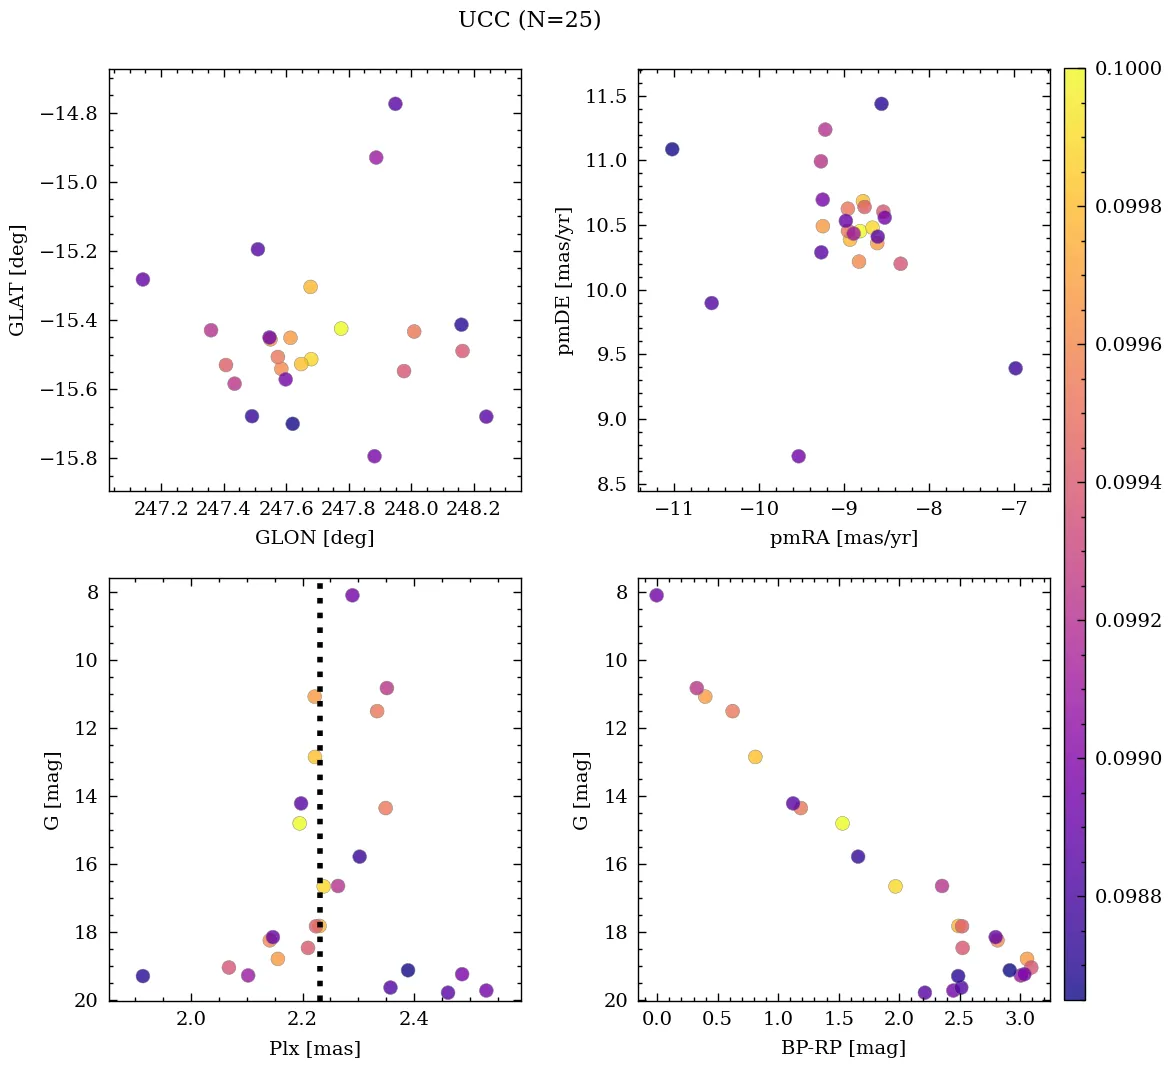 UCC (N=25)
−14.8
−15.0
−15.2
−15.4
−15.6
−15.8
GLAT [deg]
247.2 247.4 247.6 247.8 248.0 248.2
GLON [deg]
11.5
11.0
10.5
10.0
9.5
9.0
8.5
pmDE [mas/yr]
−11 −10 −9 −8 −7
pmRA [mas/yr]
8
10
12
14
16
18
20
G [mag]
2.0 2.2 2.4
Plx [mas]
8
10
12
14
16
18
20
G [mag]
0.0 0.5 1.0 1.5 2.0 2.5 3.0
BP-RP [mag]
0.1000
0.0998
0.0996
0.0994
0.0992
0.0990
0.0988